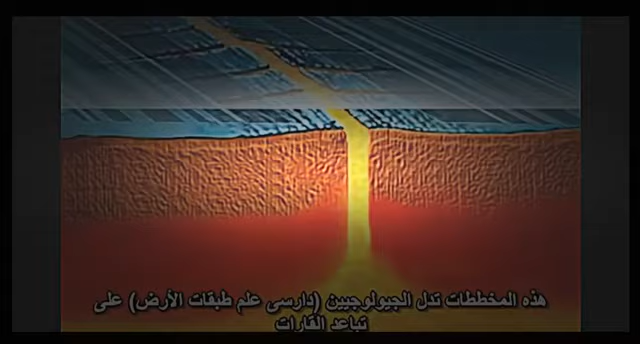 هذه المخططات تدل الجيولوجيين (دارسى علم طبقات الأرض) على
تباعد القارات